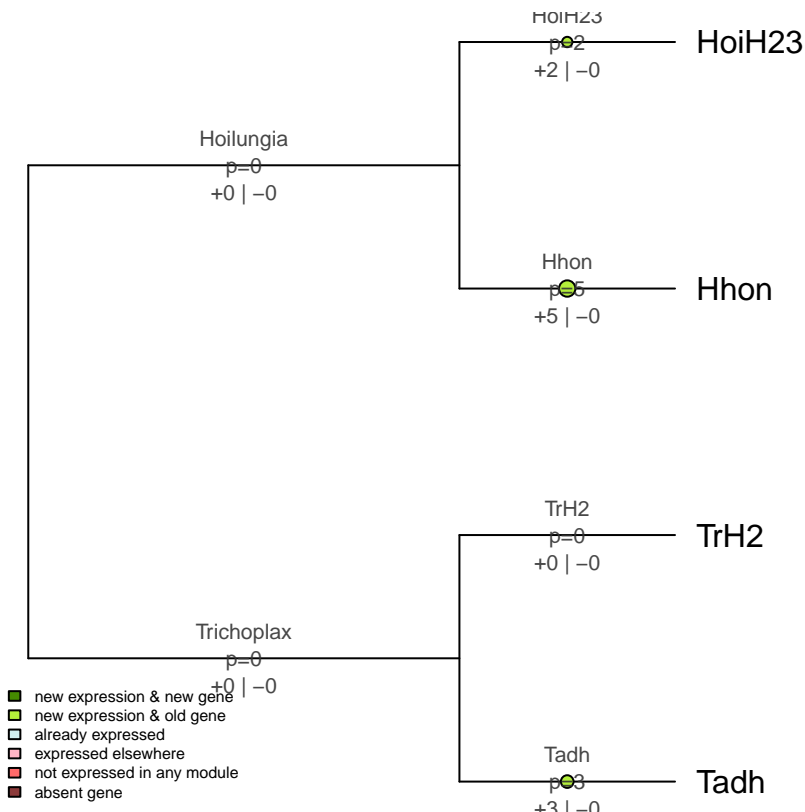 HoiH23
p=2
+2 | −0
HoiH23
Hoilungia
p=0
+0 | −0
Hhon
p=5
+5 | −0
Hhon
TrH2
p=0
+0 | −0
TrH2
Trichoplax
p=0
+0 | −0
new expression & new gene
new expression & old gene
already expressed
expressed elsewhere
not expressed in any module
absent gene
Tadh
p=3
+3 | −0
Tadh